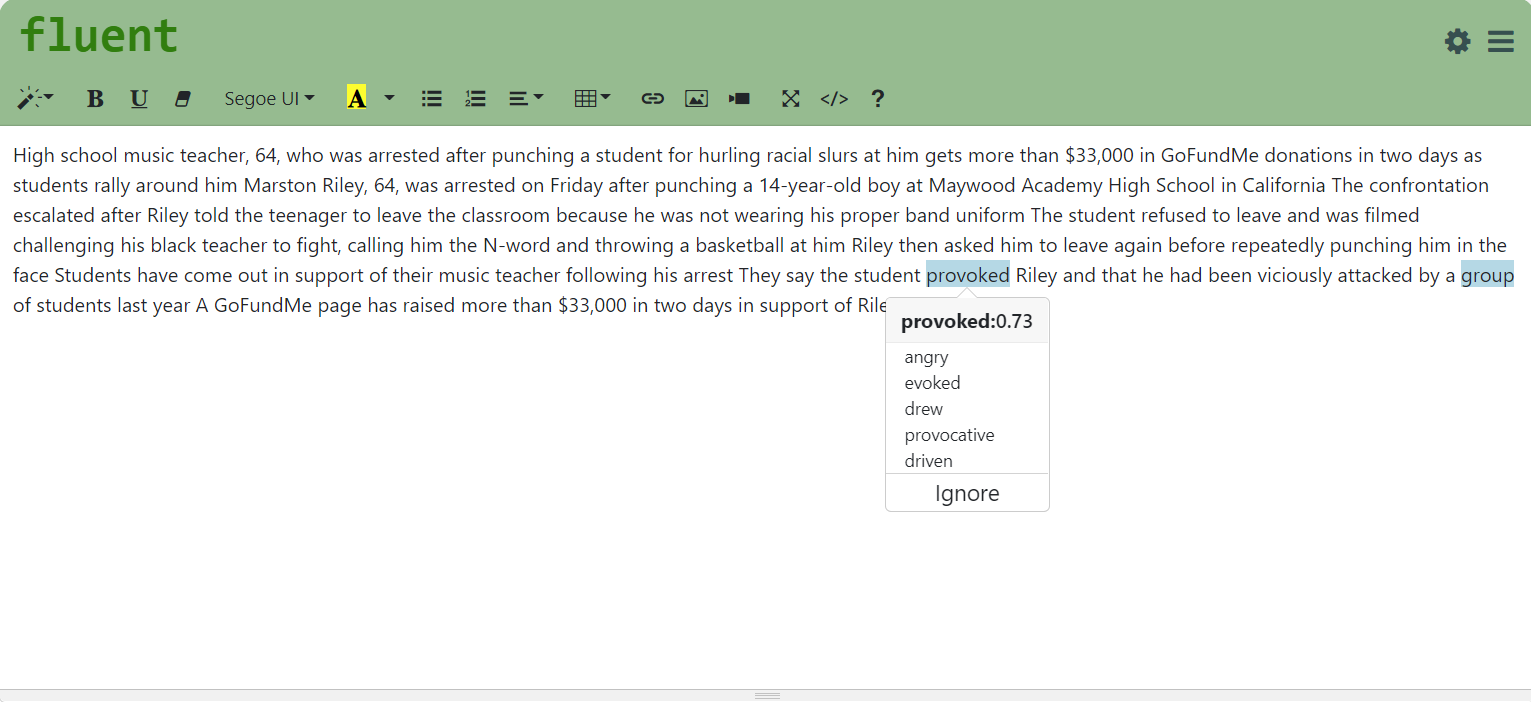 fluent
B U Segoe UI A </> ?
High school music teacher, 64, who was arrested after punching a student for hurling racial slurs at him gets more than $33,000 in GoFundMe donations in two days as
students rally around him Marston Riley, 64, was arrested on Friday after punching a 14-year-old boy at Maywood Academy High School in California The confrontation
escalated after Riley told the teenager to leave the classroom because he was not wearing his proper band uniform The student refused to leave and was filmed
challenging his black teacher to fight, calling him the N-word and throwing a basketball at him Riley then asked him to leave again before repeatedly punching him in the
face Students have come out in support of their music teacher following his arrest They say the student provoked Riley and that he had been viciously attacked by a group
of students last year A GoFundMe page has raised more than $33,000 in two days in support of Rile
provoked:0.73
angry
evoked
drew
provocative
driven
Ignore